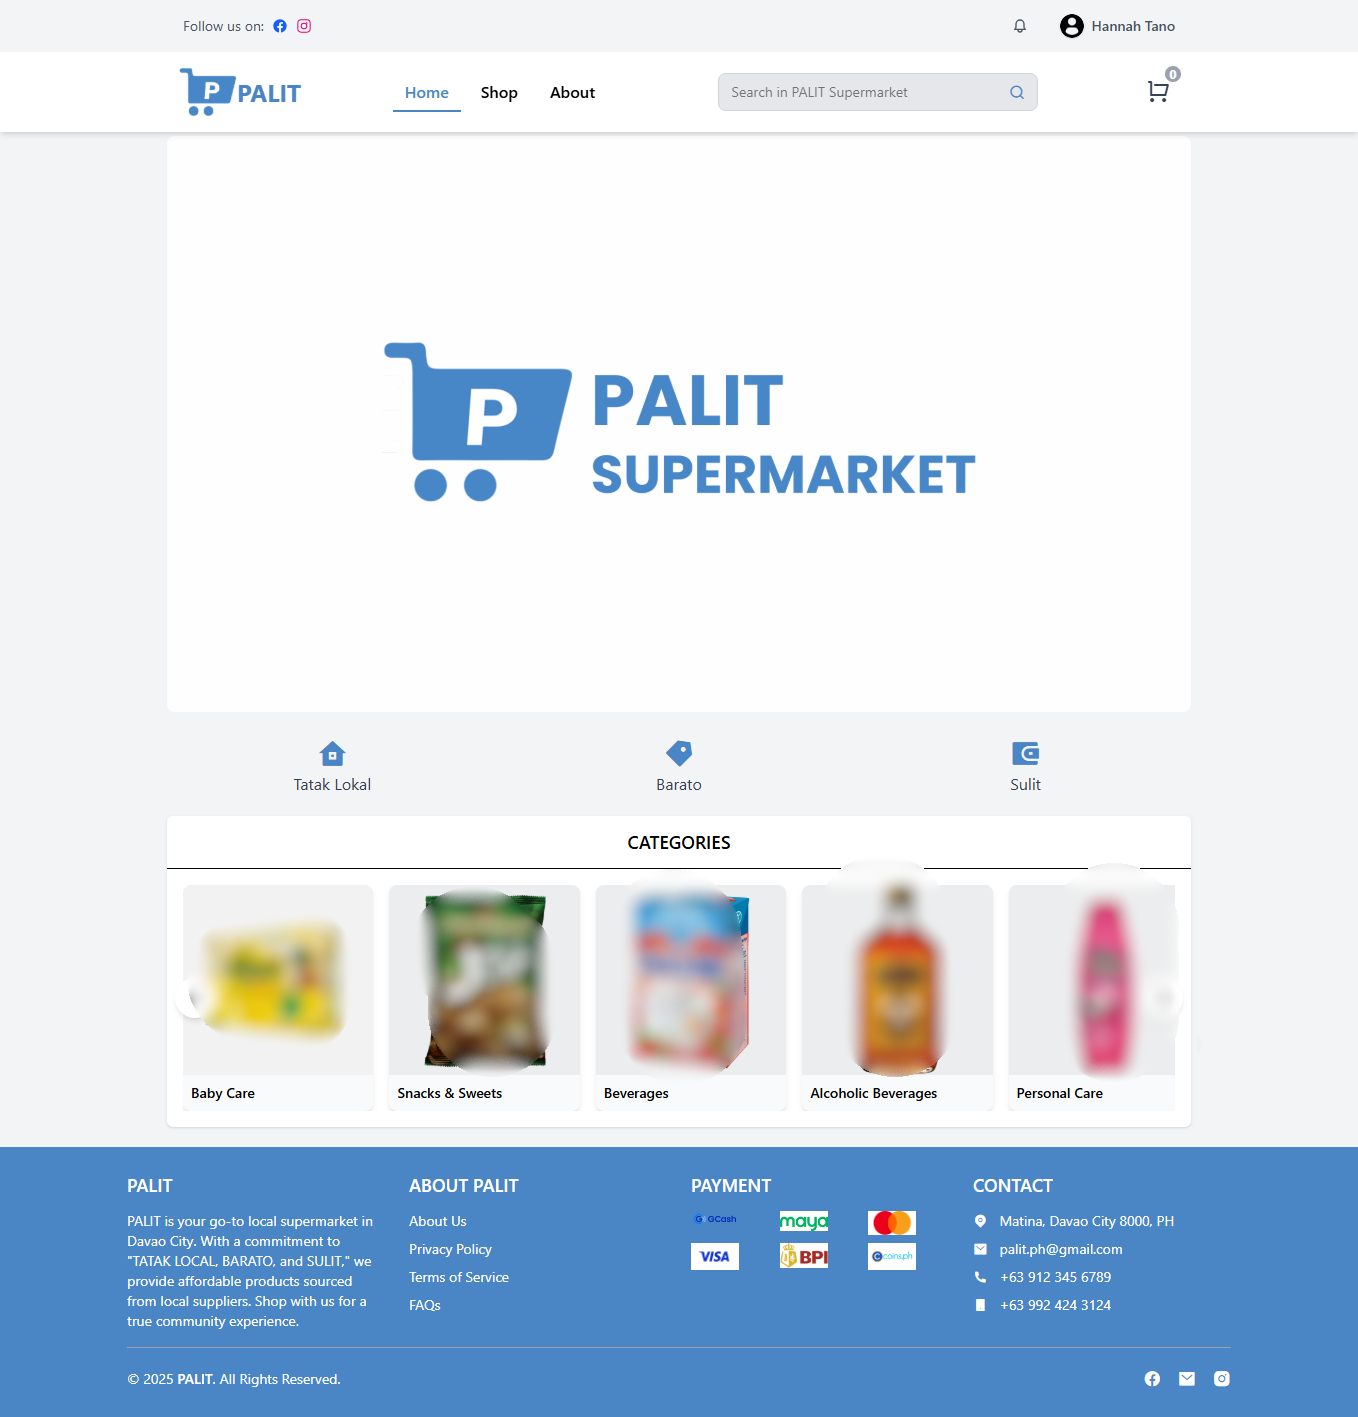 Follow us on:
Hannah Tano
P PALIT
Home
Shop
About
Search in PALIT Supermarket
0
P
PALIT
SUPERMARKET
Tatak Lokal
Barato
Sulit
CATEGORIES
Baby Care
Snacks & Sweets
Beverages
Alcoholic Beverages
Personal Care
PALIT
PALIT is your go-to local supermarket in
Davao City. With a commitment to
"TATAK LOCAL, BARATO, and SULIT," we
provide affordable products sourced
from local suppliers. Shop with us for a
true community experience.
ABOUT PALIT
About Us
Privacy Policy
Terms of Service
FAQs
PAYMENT
GCash
maya
VISA
BPI
coins.ph
CONTACT
Matina, Davao City 8000, PH
palit.ph@gmail.com
+63 912 345 6789
+63 992 424 3124
© 2025 PALIT. All Rights Reserved.